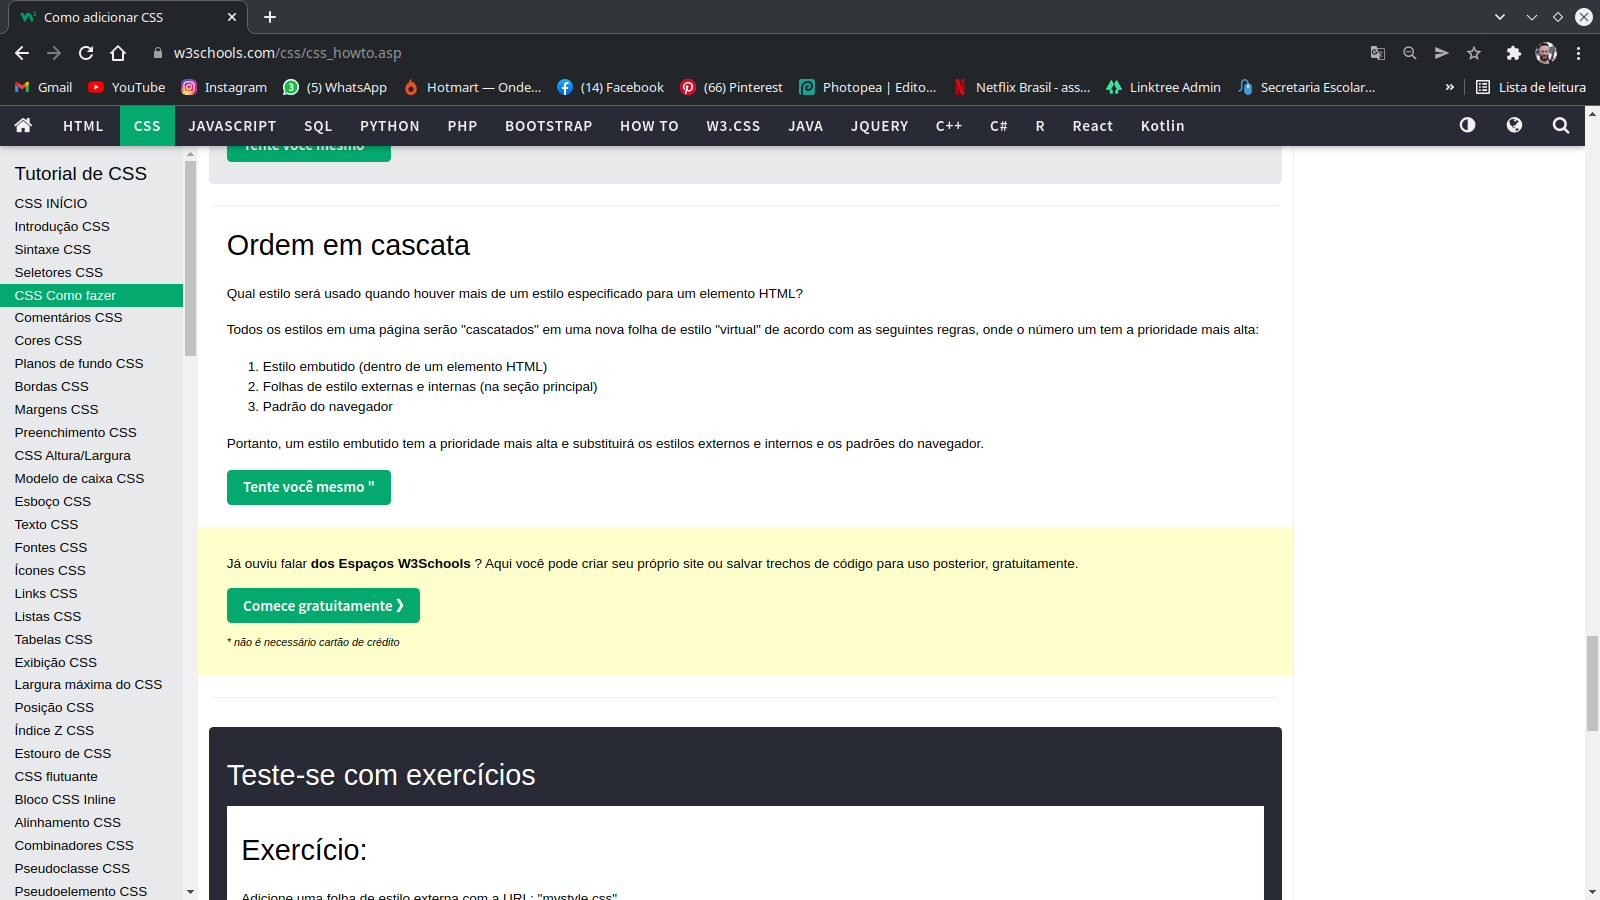 Como adicionar CSS
w3schools.com/css/css_howto.asp
Gmail YouTube Instagram (5) WhatsApp Hotmart — Onde... (14) Facebook (66) Pinterest Photopea | Edito... Netflix Brasil - ass... Linktree Admin Secretaria Escolar... » Lista de leitura
HTML CSS JAVASCRIPT SQL PYTHON PHP BOOTSTRAP HOW TO W3.CSS JAVA JQUERY C++ C# R React Kotlin
Tutorial de CSS
CSS INÍCIO
Introdução CSS
Sintaxe CSS
Seletores CSS
CSS Como fazer
Comentários CSS
Cores CSS
Planos de fundo CSS
Bordas CSS
Margens CSS
Preenchimento CSS
CSS Altura/Largura
Modelo de caixa CSS
Esboço CSS
Texto CSS
Fontes CSS
Ícones CSS
Links CSS
Listas CSS
Tabelas CSS
Exibição CSS
Largura máxima do CSS
Posição CSS
Índice Z CSS
Estouro de CSS
CSS flutuante
Bloco CSS Inline
Alinhamento CSS
Combinadores CSS
Pseudoclasse CSS
Pseudoelemento CSS
Tente você mesmo "
Ordem em cascata
Qual estilo será usado quando houver mais de um estilo especificado para um elemento HTML?
Todos os estilos em uma página serão "cascatados" em uma nova folha de estilo "virtual" de acordo com as seguintes regras, onde o número um tem a prioridade mais alta:
1. Estilo embutido (dentro de um elemento HTML)
2. Folhas de estilo externas e internas (na seção principal)
3. Padrão do navegador
Portanto, um estilo embutido tem a prioridade mais alta e substituirá os estilos externos e internos e os padrões do navegador.
Tente você mesmo "
Já ouviu falar dos Espaços W3Schools ? Aqui você pode criar seu próprio site ou salvar trechos de código para uso posterior, gratuitamente.
Comece gratuitamente ❯
* não é necessário cartão de crédito
Teste-se com exercícios
Exercício:
Adicione uma folha de estilo externa com a URL: "mystyle.css"